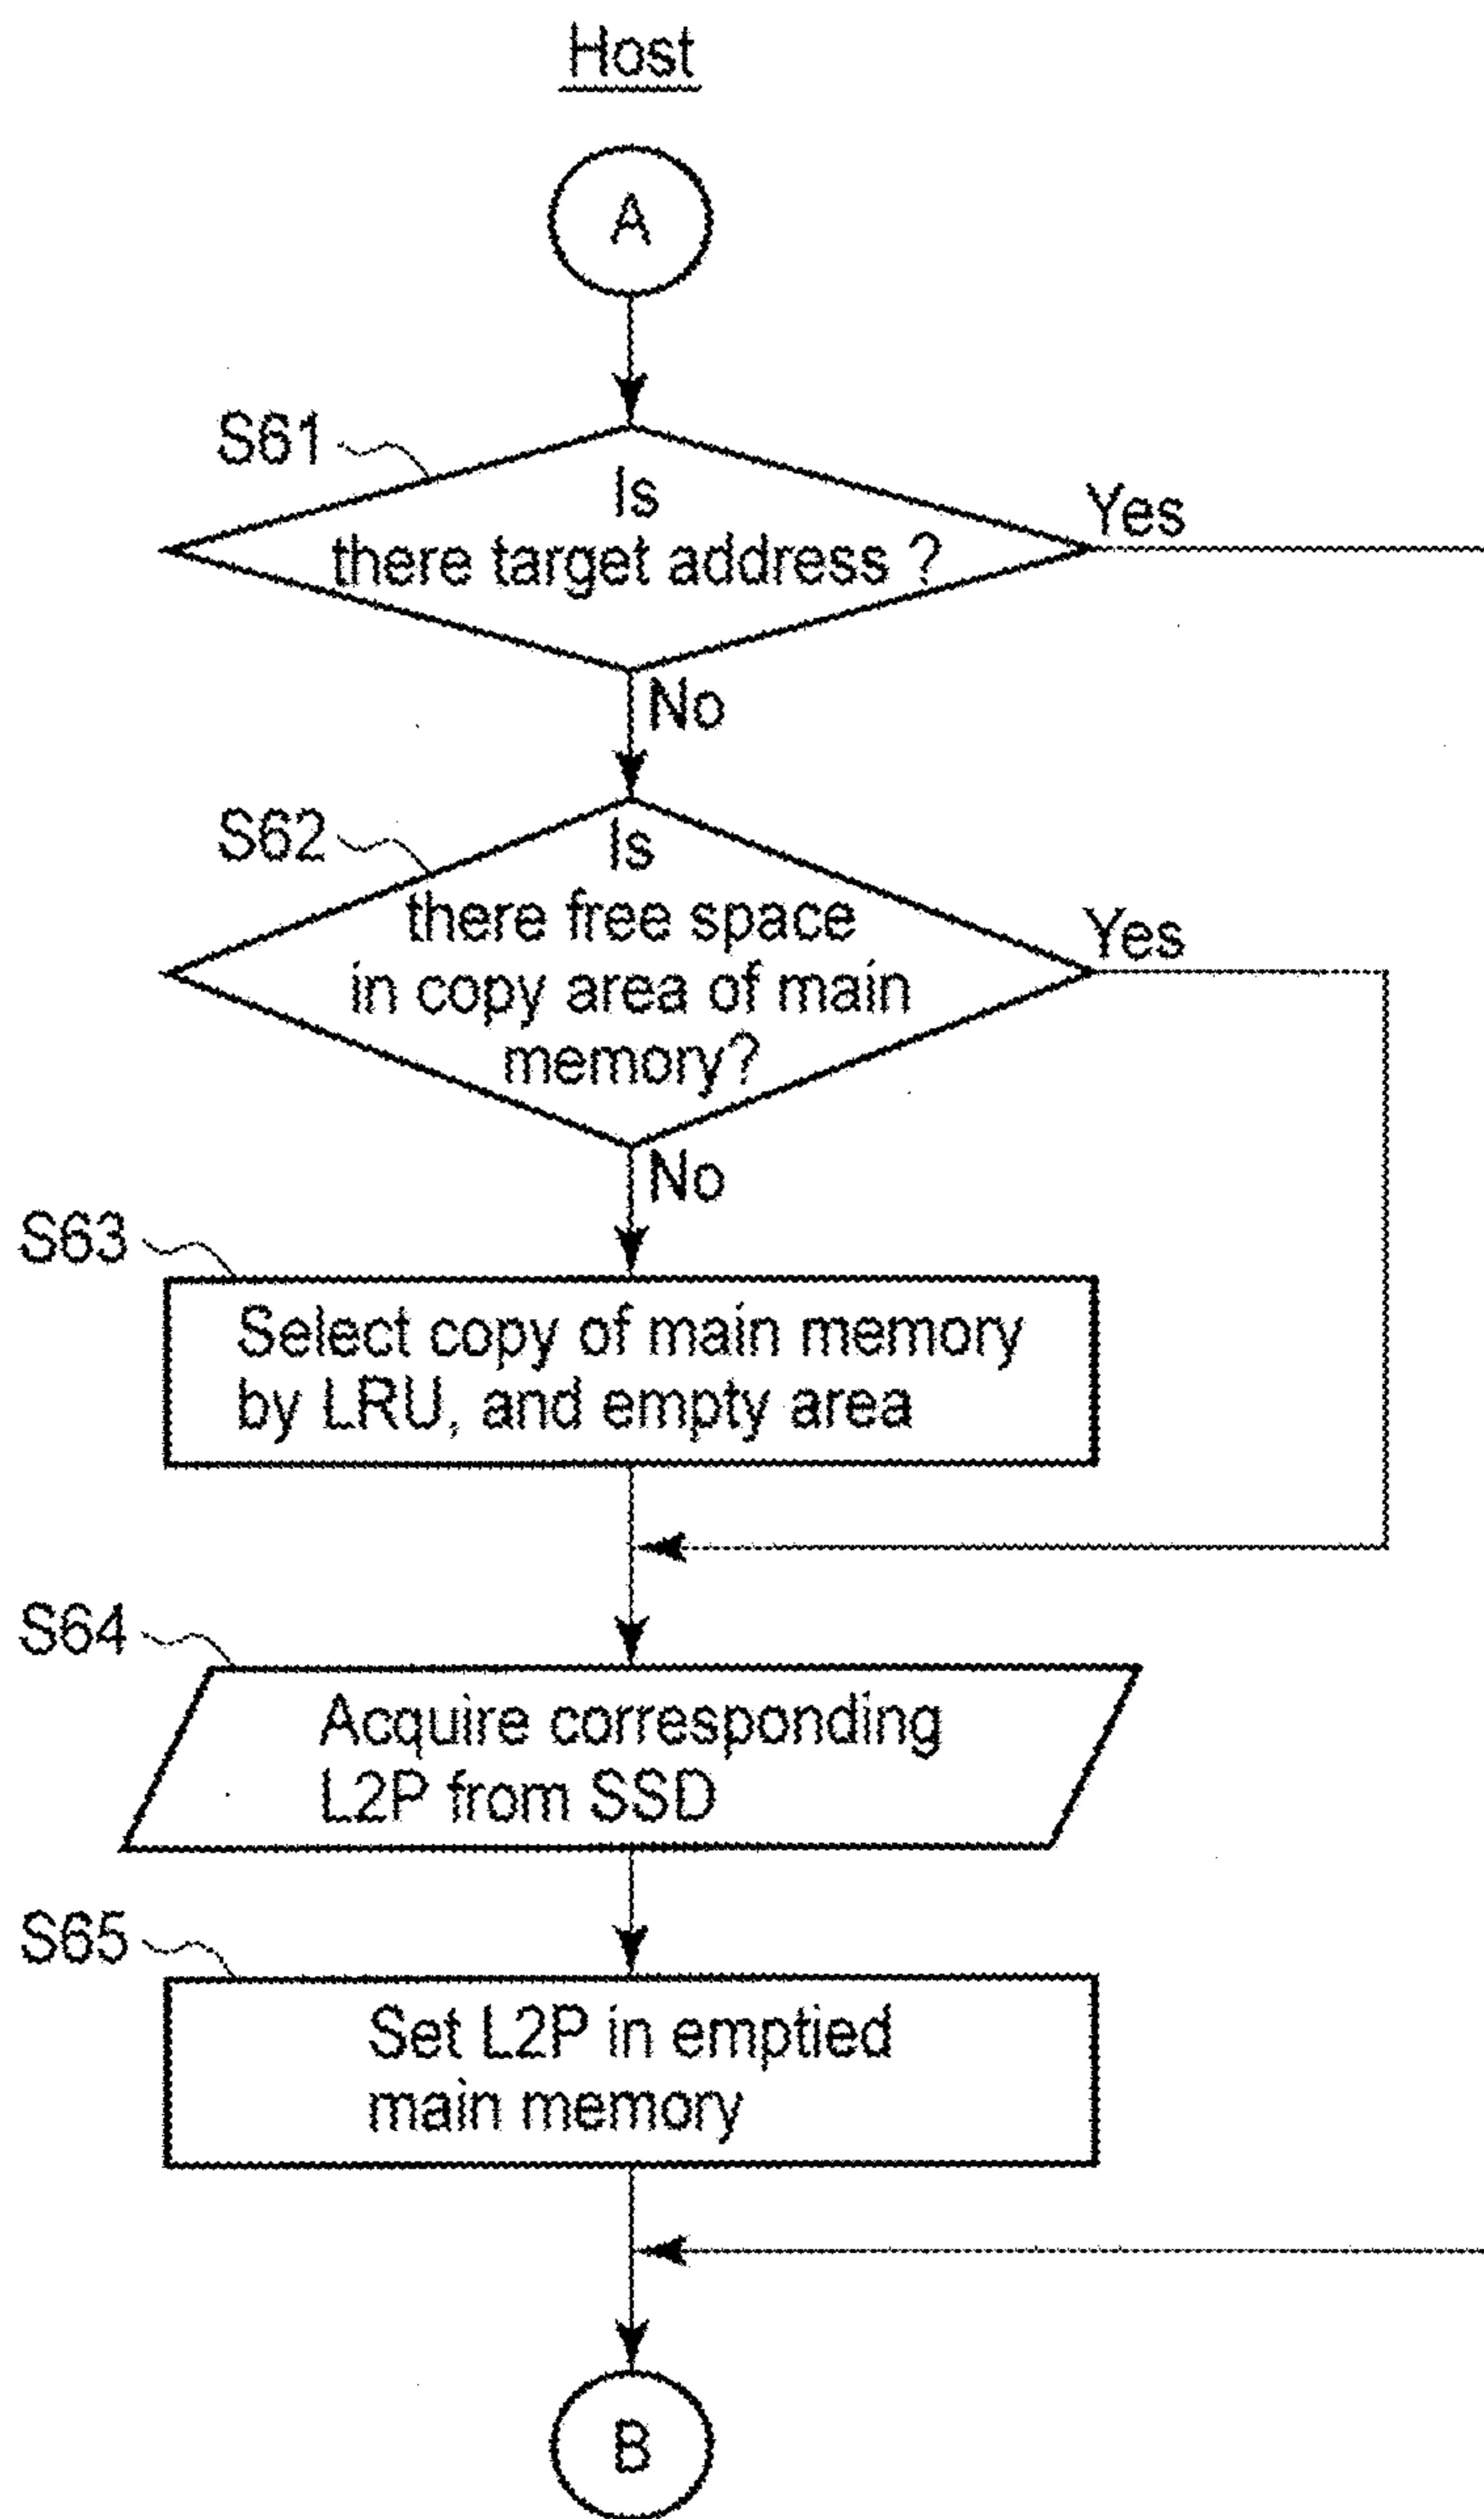 Host
A
S61
Is
there target address ?
Yes
No
S62
Is
there free space
in copy area of main
memory?
Yes
No
S63
Select copy of main memory
by LRU, and empty area
S64
Acquire corresponding
L2P from SSD
S65
Set L2P in emptied
main memory
B